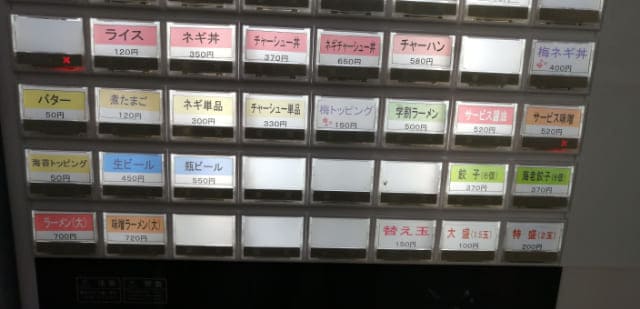 ライス
120円
ネギ丼
350円
チャーシュー丼
370円
ネギチャーシュー丼
650円
チャーハン
580円
梅ネギ丼
400円
バター
50円
煮たまご
120円
ネギ単品
300円
チャーシュー単品
330円
梅トッピング
150円
学割ラーメン
500円
サービス醤油
520円
サービス味噌
520円
海苔トッピング
50円
生ビール
450円
瓶ビール
550円
餃子(6個)
370円
海老餃子(6個)
370円
ラーメン(大)
700円
味噌ラーメン(大)
720円
替え玉
150円
大盛(1.5玉)
100円
特盛(2玉)
200円